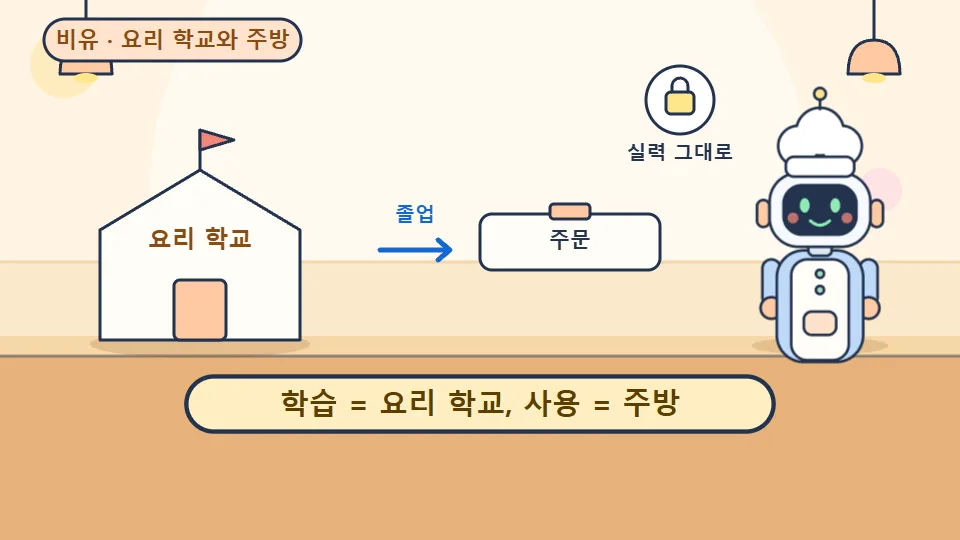 비유 · 요리 학교와 주방
실력 그대로
졸업
요리 학교
주문
학습 = 요리 학교, 사용 = 주방